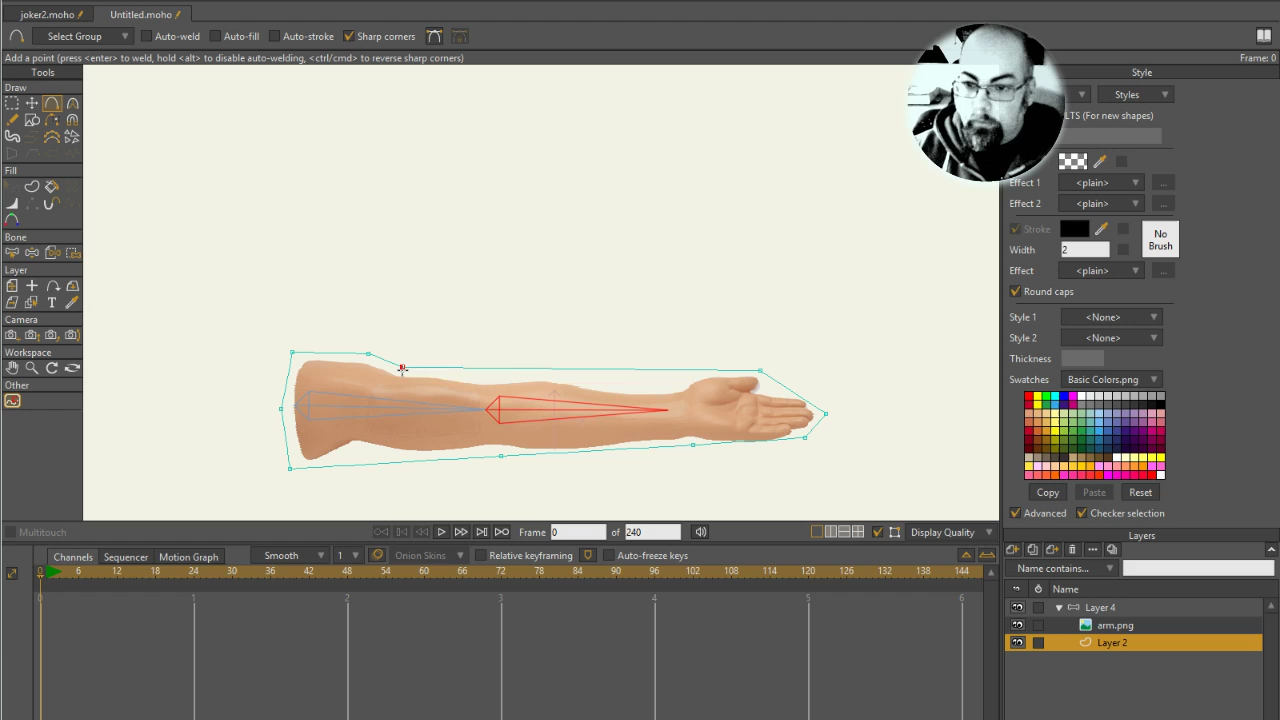 joker2.moho
Untitled.moho
Select Group
Auto-weld
Auto-fill
Auto-stroke
Sharp corners
Add a point (press <enter> to weld, hold <alt> to disable auto-welding, <ctrl/cmd> to reverse sharp corners)
Frame: 0
Tools
Style
Draw
Styles
LTS (For new shapes)
Fill
Effect 1
<plain>
...
Effect 2
<plain>
...
Stroke
No
Brush
Bone
Width
2
Layer
Effect
<plain>
...
Round caps
Camera
Style 1
<None>
Style 2
<None>
Workspace
Thickness
Swatches
Basic Colors.png
Other
T
Copy
Paste
Reset
Advanced
Checker selection
Multitouch
Frame
0
of
240
Display Quality
Layers
Channels
Sequencer
Motion Graph
Smooth
1
Onion Skins
Relative keyframing
Auto-freeze keys
Name contains...
0 6 12 18 24 30 36 42 48 54 60 66 72 78 84 90 96 102 108 114 120 126 132 138 144
Name
0 1 2 3 4 5 6
Layer 4
arm.png
Layer 2